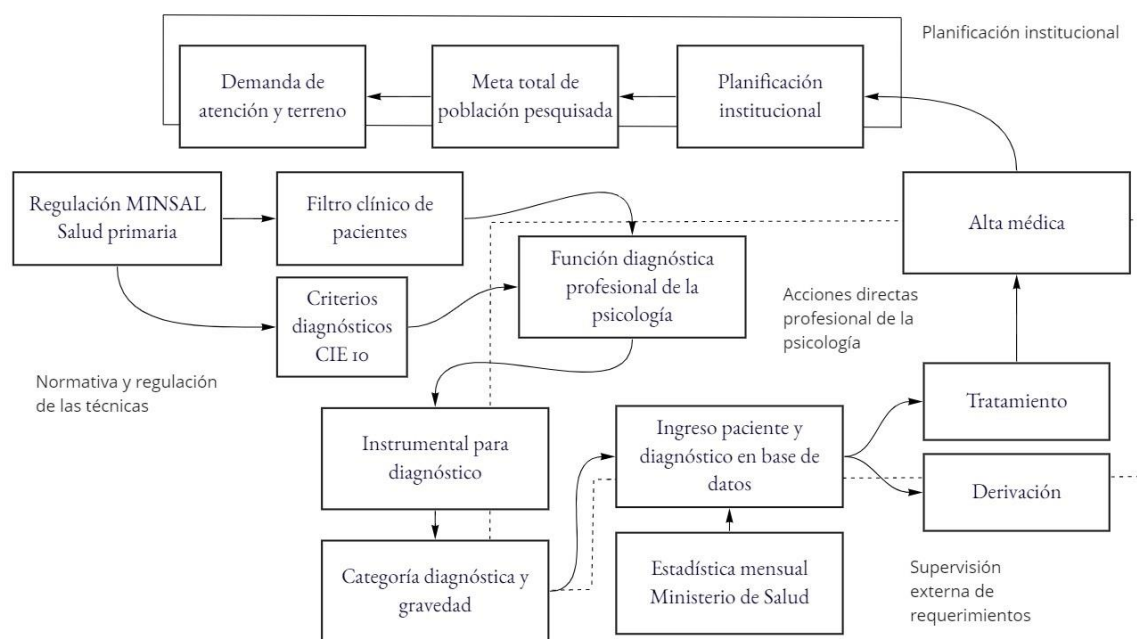 Planificación institucional
Demanda de
atención y terreno
Meta total de
población pesquisada
Planificación
institucional
Regulación MINSAL
Salud primaria
Filtro clínico de
pacientes
Alta médica
Función diagnóstica
profesional de la
psicología
Criterios
diagnósticos
CIE 10
Acciones directas
profesional de la
psicología
Normativa y regulación
de las técnicas
Instrumental para
diagnóstico
Ingreso paciente y
diagnóstico en base de
datos
Tratamiento
Derivación
Categoría diagnóstica y
gravedad
Estadística mensual
Ministerio de Salud
Supervisión
externa de
requerimientos